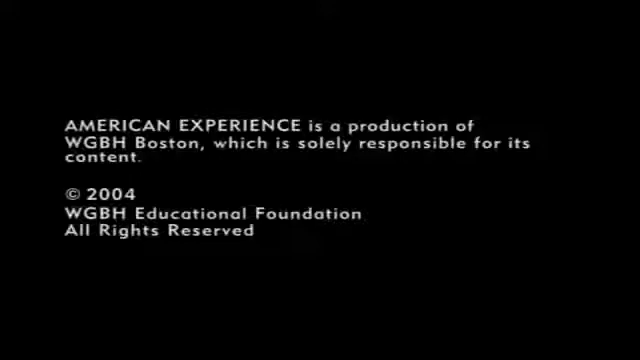 AMERICAN EXPERIENCE is a production of
WGBH Boston, which is solely responsible for its
content.
© 2004
WGBH Educational Foundation
All Rights Reserved